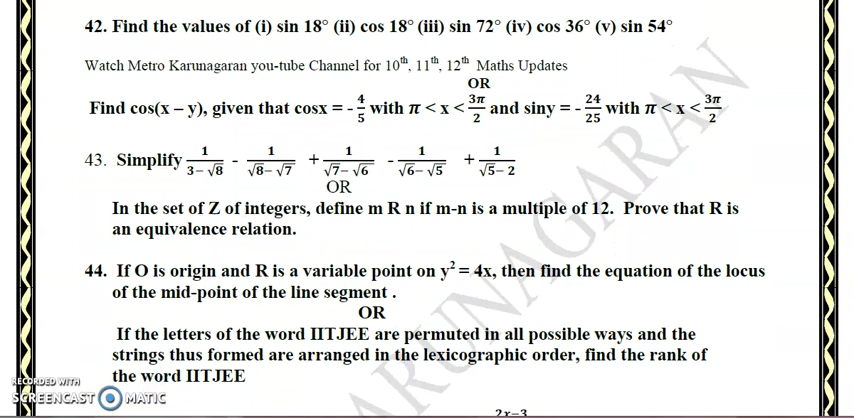 42. Find the values of (i) sin 18° (ii) cos 18° (iii) sin 72° (iv) cos 36° (v) sin 54°
Watch Metro Karunagaran you-tube Channel for 10th, 11th, 12th Maths Updates
OR
Find cos(x – y), given that cosx = - 4/5 with π < x < 3π/2 and siny = - 24/25 with π < x < 3π/2
43. Simplify 1/(3− √8) - 1/(√8− √7) + 1/(√7− √6) - 1/(√6− √5) + 1/(√5− 2)
OR
In the set of Z of integers, define m R n if m-n is a multiple of 12. Prove that R is
an equivalence relation.
44. If O is origin and R is a variable point on y² = 4x, then find the equation of the locus
of the mid-point of the line segment .
OR
If the letters of the word IITJEE are permuted in all possible ways and the
strings thus formed are arranged in the lexicographic order, find the rank of
the word IITJEE
RECORDED WITH
SCREENCAST MATIC
2x−3
ARUNAGARAN